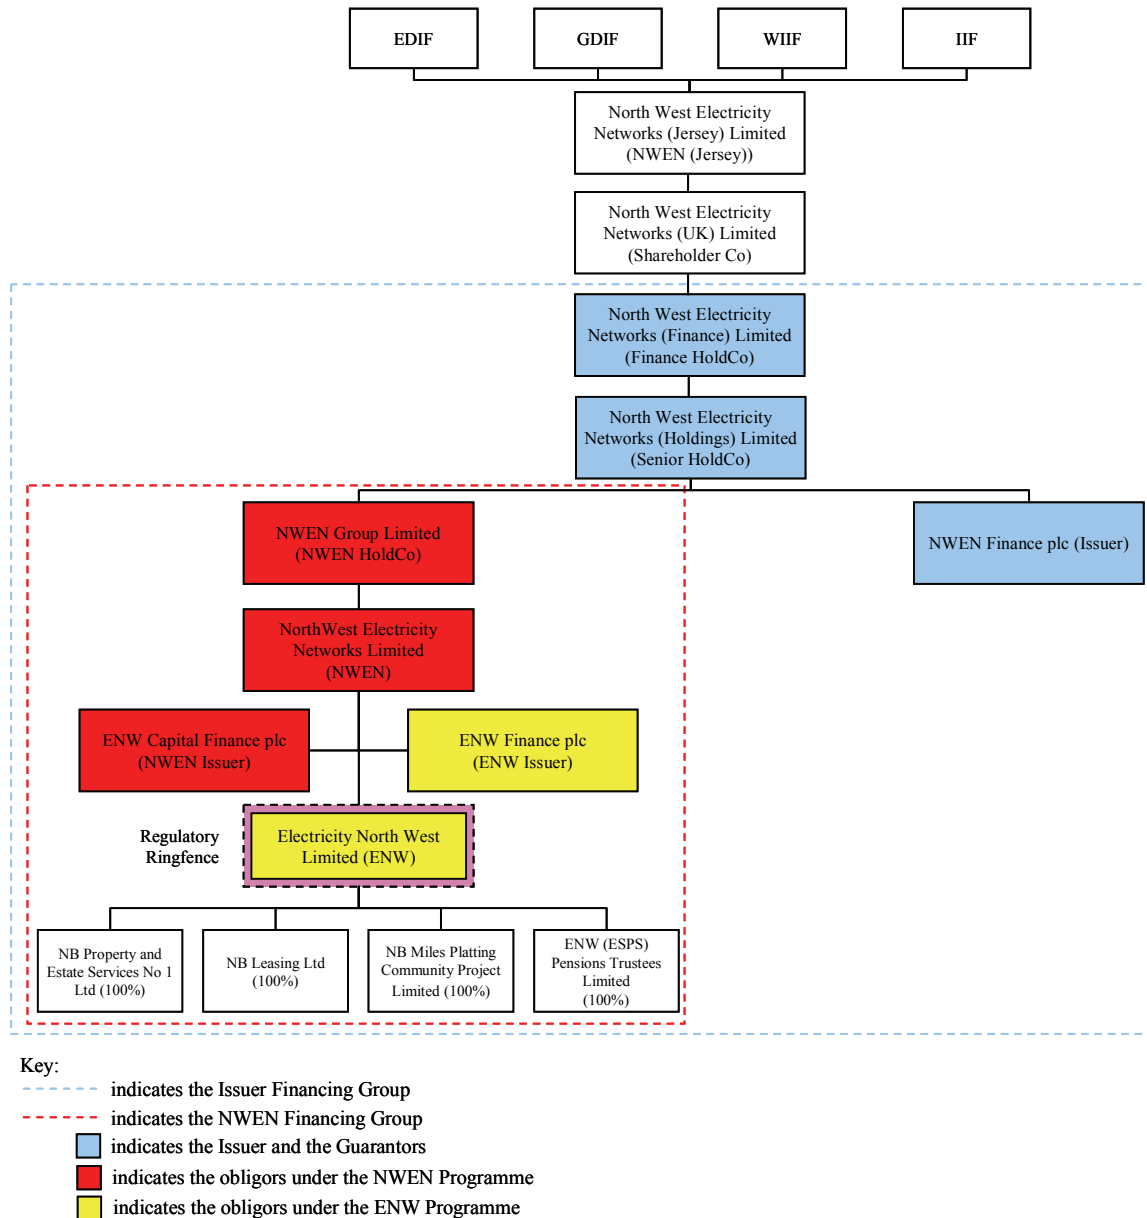 EDIF
GDIF
WIIF
IIF
North West Electricity
Networks (Jersey) Limited
(NWEN (Jersey))
North West Electricity
Networks (UK) Limited
(Shareholder Co)
North West Electricity
Networks (Finance) Limited
(Finance HoldCo)
North West Electricity
Networks (Holdings) Limited
(Senior HoldCo)
NWEN Group Limited
(NWEN HoldCo)
NWEN Finance plc (Issuer)
NorthWest Electricity
Networks Limited
(NWEN)
ENW Capital Finance plc
(NWEN Issuer)
ENW Finance plc
(ENW Issuer)
Regulatory
Ringfence
Electricity North West
Limited (ENW)
NB Property and
Estate Services No 1
Ltd (100%)
NB Leasing Ltd
(100%)
NB Miles Platting
Community Project
Limited (100%)
ENW (ESPS)
Pensions Trustees
Limited
(100%)
Key:
indicates the Issuer Financing Group
indicates the NWEN Financing Group
indicates the Issuer and the Guarantors
indicates the obligors under the NWEN Programme
indicates the obligors under the ENW Programme